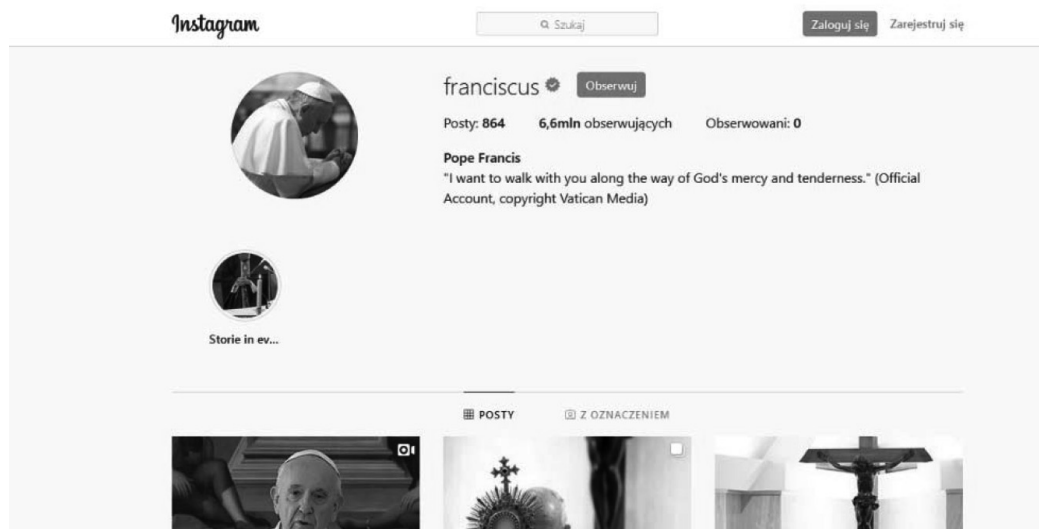 Instagram
Szukaj
Zaloguj się Zarejestruj się
franciscus Obserwuj
Posty: 864 6,6mln obserwujących Obserwowani: 0
Pope Francis
"I want to walk with you along the way of God's mercy and tenderness." (Official
Account, copyright Vatican Media)
Storie in ev...
POSTY Z OZNACZENIEM